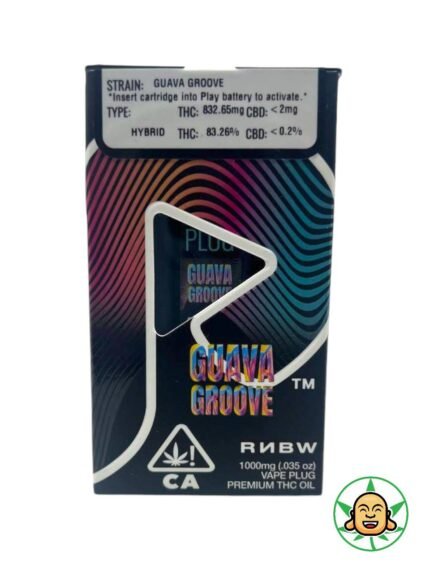 STRAIN: GUAVA GROOVE
*Insert cartridge into Play battery to activate.*
TYPE: THC: 832.65mg CBD: <2mg
HYBRID THC: 83.26% CBD: <0.2%
PLUG
GUAVA
GROOVE
GUAVA
GROOVE
TM
RИBW
1000mg (.035 oz)
VAPE PLUG
PREMIUM THC OIL
!
CA